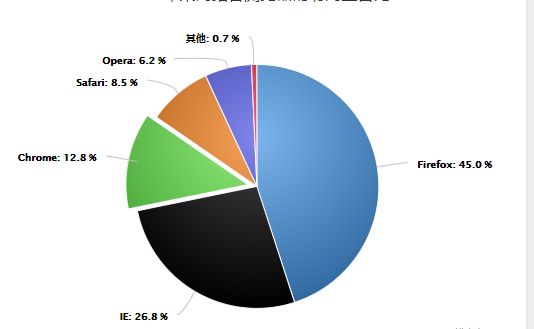 其他: 0.7 %
Opera: 6.2 %
Safari: 8.5 %
Chrome: 12.8 %
Firefox: 45.0 %
IE: 26.8 %